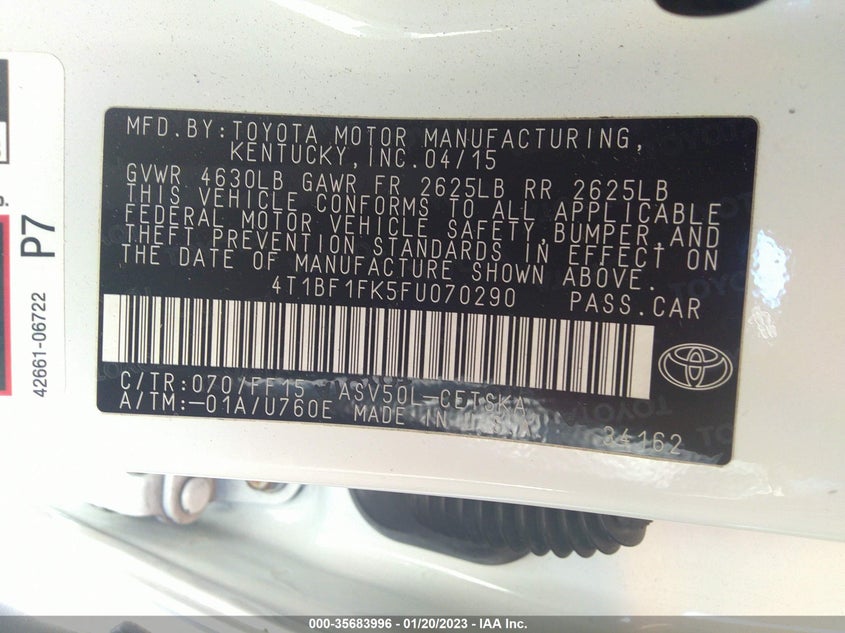 MFD.BY:TOYOTA MOTOR MANUFACTURING,
KENTUCKY,INC.04/15
GVWR 4630LB GAWR FR 2625LB RR 2625LB
THIS VEHICLE CONFORMS TO ALL APPLICABLE
FEDERAL MOTOR VEHICLE SAFETY,BUMPER,AND
THEFT PREVENTION STANDARDS IN EFFECT ON
THE DATE OF MANUFACTURE SHOWN ABOVE.
4T1BF1FK5FU070290 PASS.CAR
C/TR:070/FF15 ASV50L-CETSKA
A/TM:-01A/U760E MADE IN U.S.A.
34162
P7
42661-06722
000-35683996 - 01/20/2023 - IAA Inc.